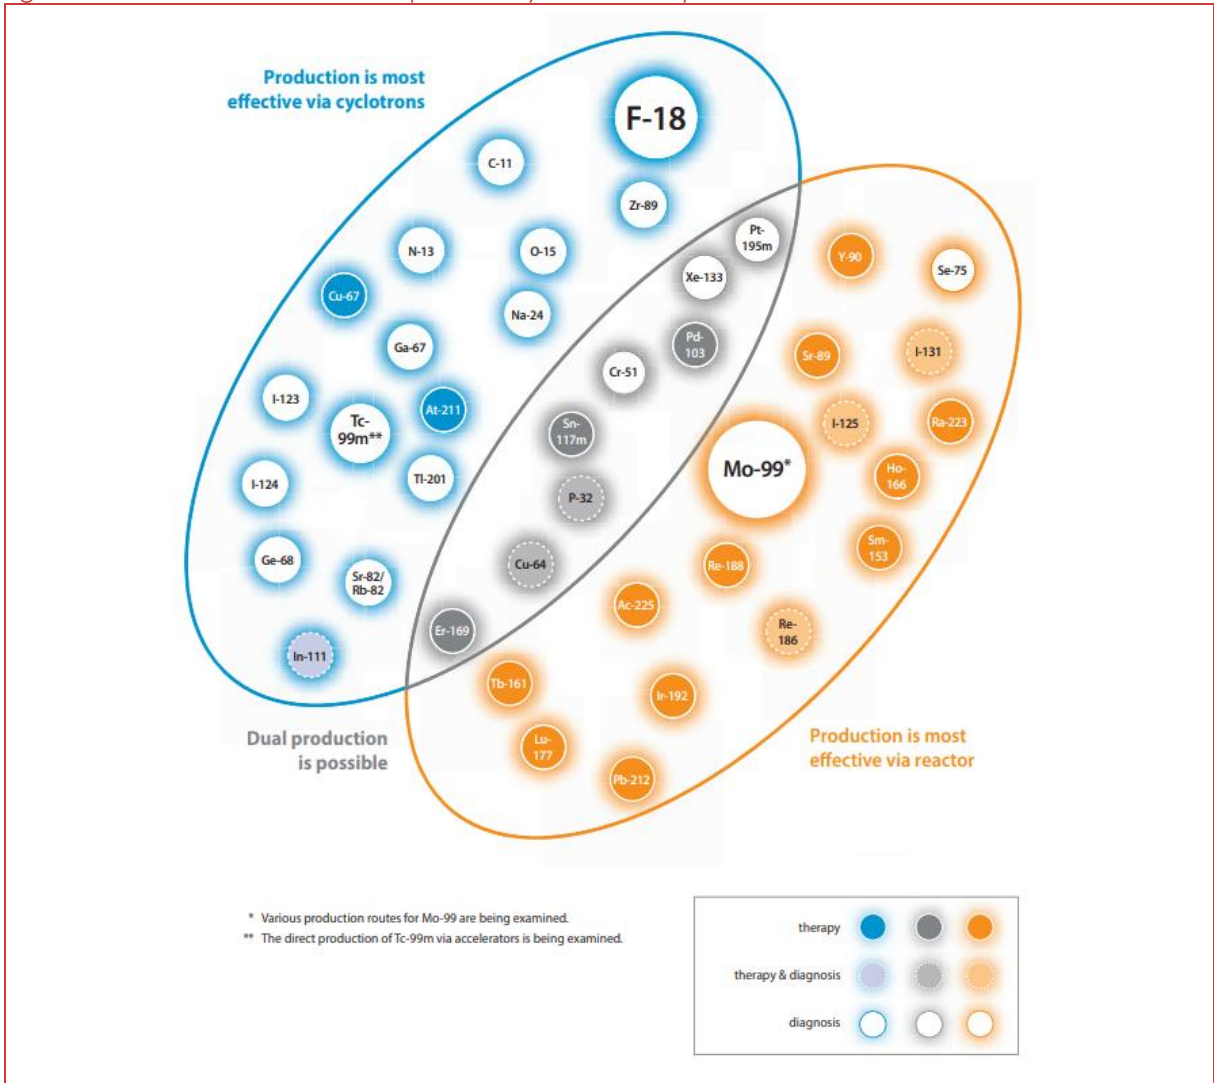 Production is most
effective via cyclotrons
F-18
C-11
Zr-89
N-13
O-15
Cu-67
Na-24
Ga-67
I-123
At-211
Tc-
99m**
Tl-201
I-124
Ge-68
Sr-82/
Rb-82
In-111
Pt-
195m
Xe-133
Pd-
103
Cr-51
Sn-
117m
P-32
Cu-64
Er-169
Y-90
Se-75
Sr-89
I-131
I-125
Ra-223
Mo-99*
Ho-
166
Sm-
153
Re-188
Ac-225
Re-
186
Tb-161
Ir-192
Lu-
177
Pb-212
Dual production
is possible
Production is most
effective via reactor
* Various production routes for Mo-99 are being examined.
** The direct production of Tc-99m via accelerators is being examined.
therapy
therapy & diagnosis
diagnosis